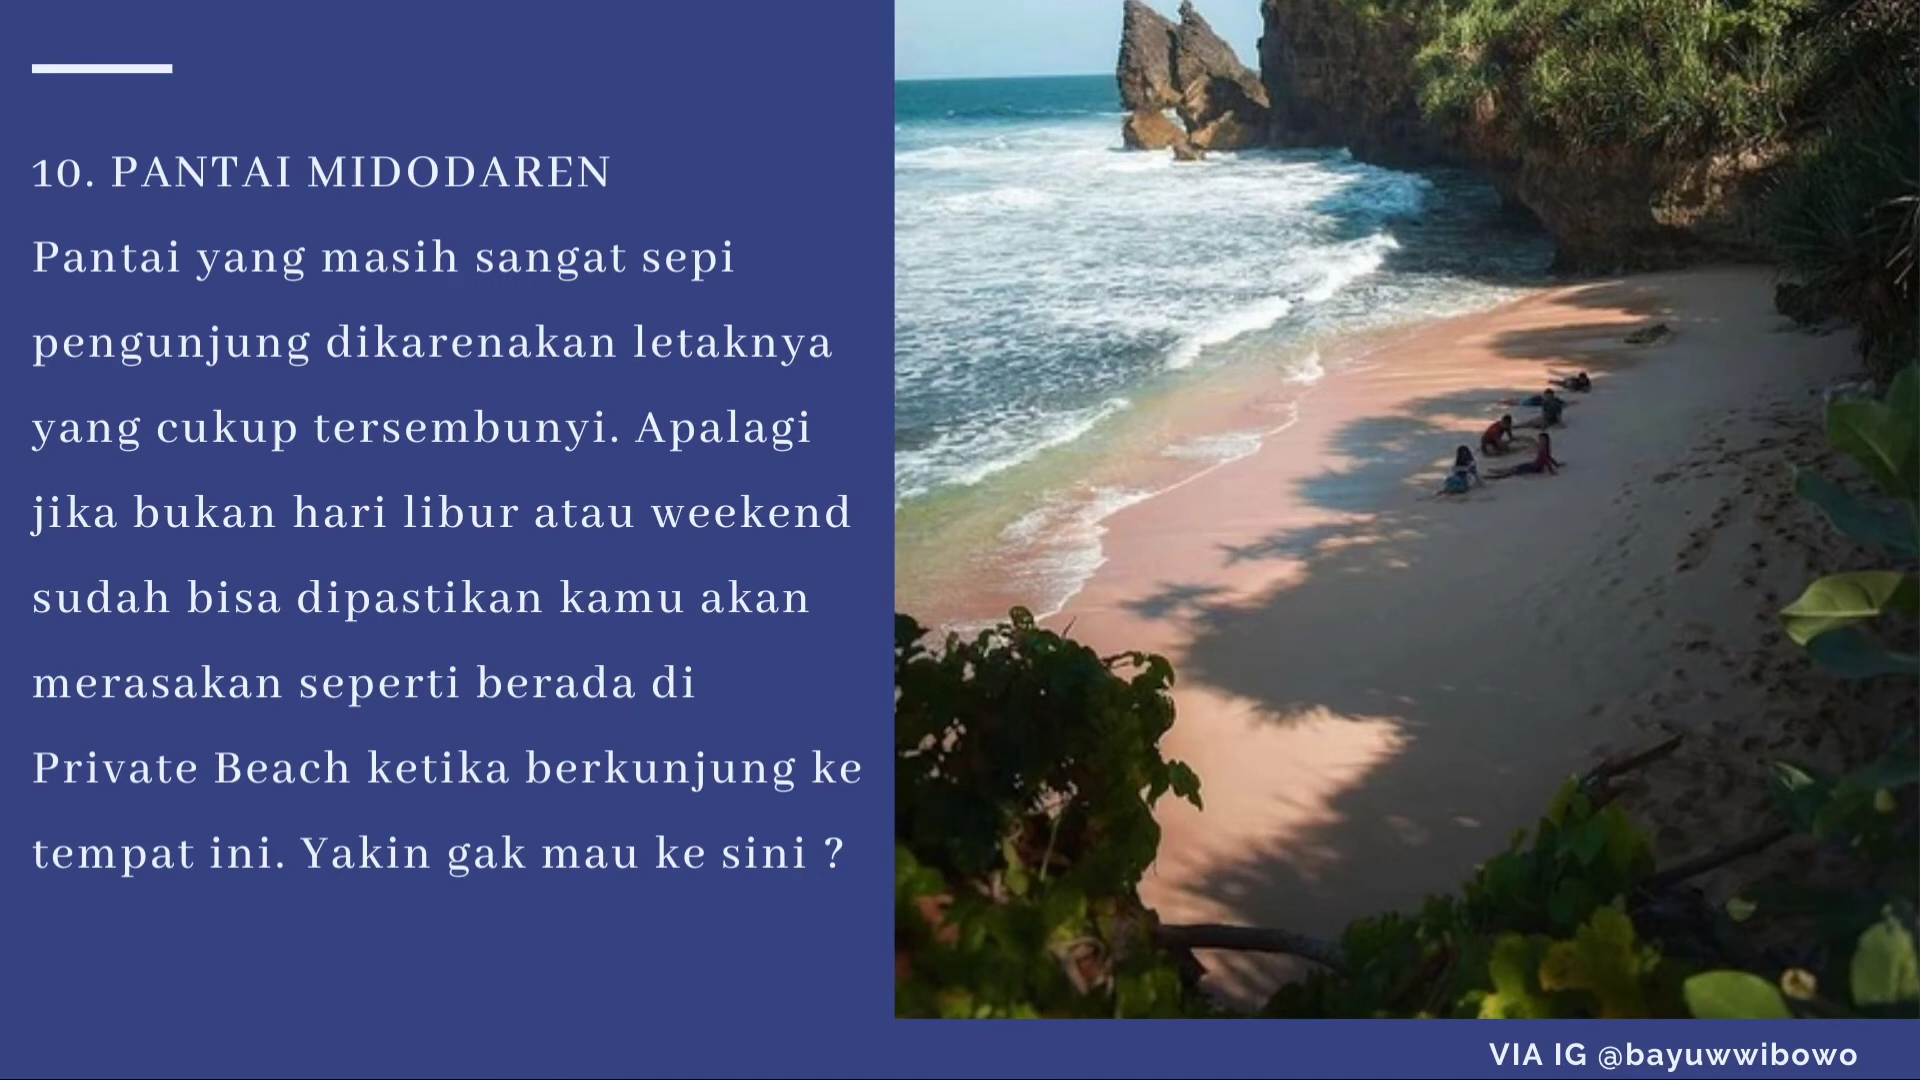 10. PANTAI MIDODAREN
Pantai yang masih sangat sepi
pengunjung dikarenakan letaknya
yang cukup tersembunyi. Apalagi
jika bukan hari libur atau weekend
sudah bisa dipastikan kamu akan
merasakan seperti berada di
Private Beach ketika berkunjung ke
tempat ini. Yakin gak mau ke sini ?
VIA IG @bayuwwibowo